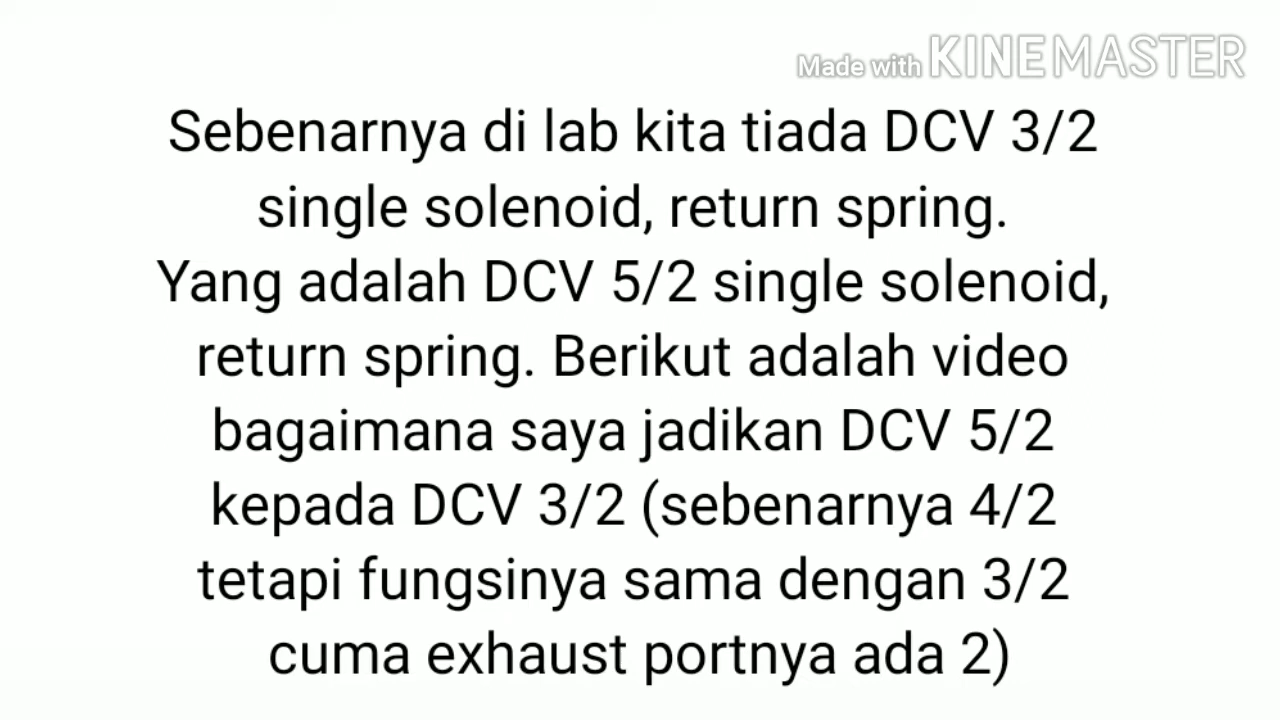 Made with KINEMASTER
Sebenarnya di lab kita tiada DCV 3/2
single solenoid, return spring.
Yang adalah DCV 5/2 single solenoid,
return spring. Berikut adalah video
bagaimana saya jadikan DCV 5/2
kepada DCV 3/2 (sebenarnya 4/2
tetapi fungsinya sama dengan 3/2
cuma exhaust portnya ada 2)